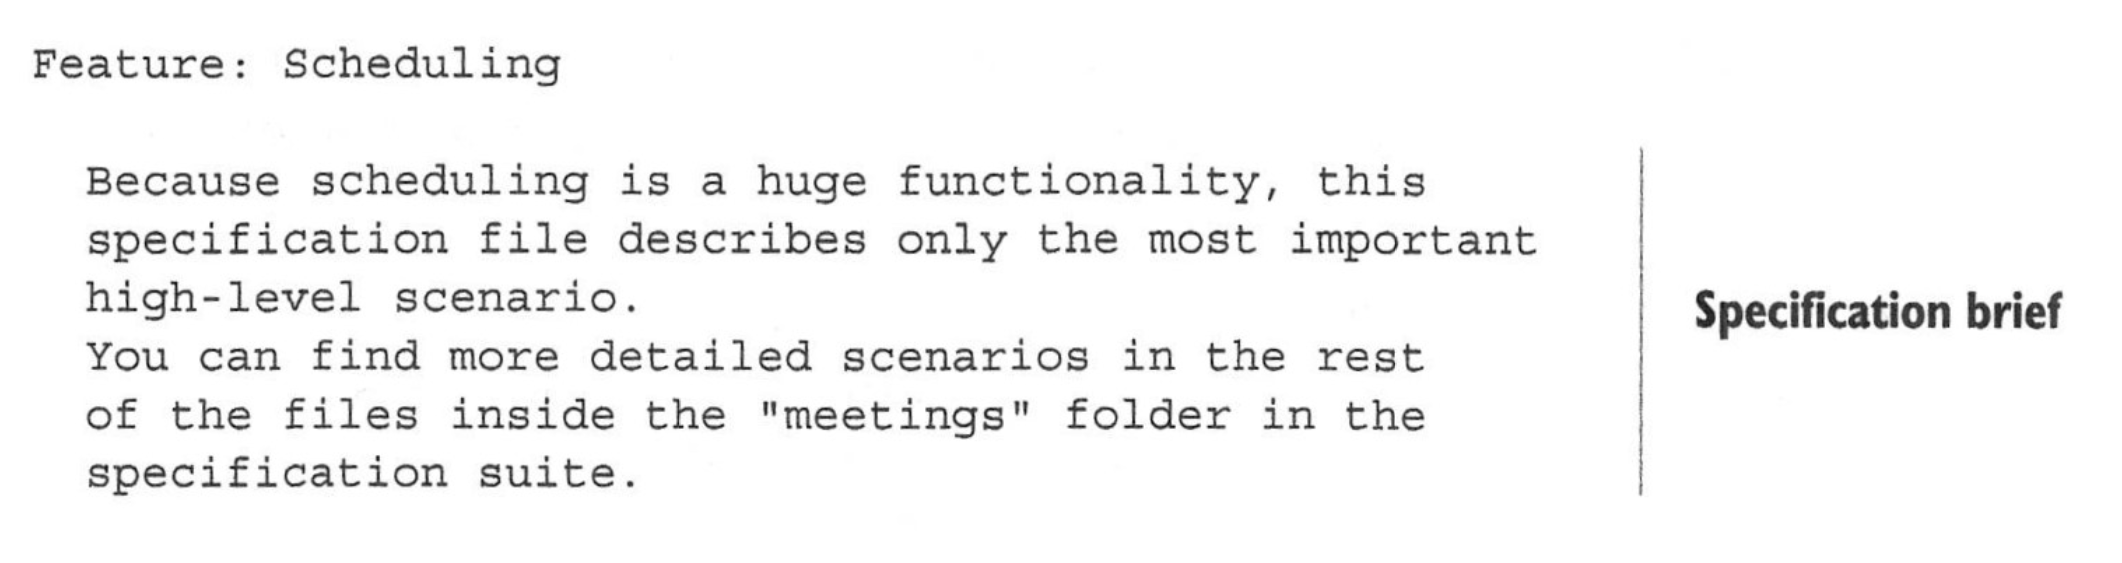 Feature: Scheduling
Because scheduling is a huge functionality, this
specification file describes only the most important
high-level scenario.
You can find more detailed scenarios in the rest
of the files inside the "meetings" folder in the
specification suite.
Specification brief